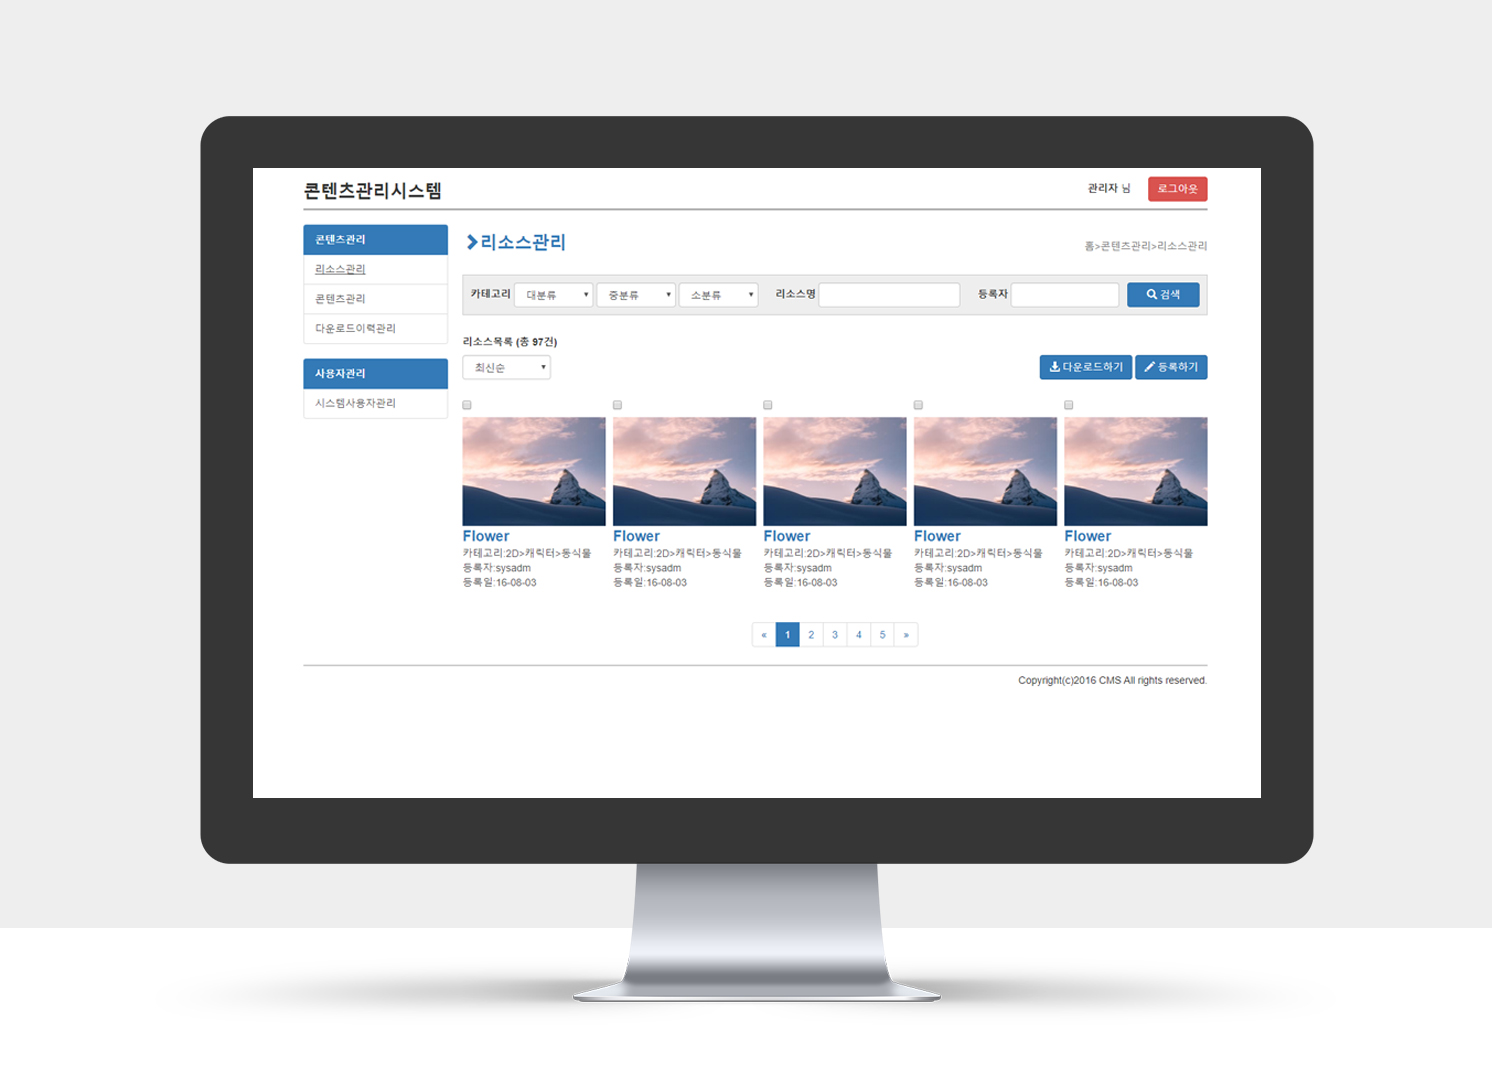 콘텐츠관리시스템
관리자 님
로그아웃
콘텐츠관리
리소스관리
콘텐츠관리
다운로드이력관리
사용자관리
시스템사용자관리
리소스관리
홈>콘텐츠관리>리소스관리
카테고리 대분류 중분류 소분류 리소스명 등록자 검색
리소스목록 (총 97건)
최신순
다운로드하기 등록하기
Flower
카테고리:2D>캐릭터>동식물
등록자:sysadm
등록일:16-08-03
Flower
카테고리:2D>캐릭터>동식물
등록자:sysadm
등록일:16-08-03
Flower
카테고리:2D>캐릭터>동식물
등록자:sysadm
등록일:16-08-03
Flower
카테고리:2D>캐릭터>동식물
등록자:sysadm
등록일:16-08-03
Flower
카테고리:2D>캐릭터>동식물
등록자:sysadm
등록일:16-08-03
« 1 2 3 4 5 »
Copyright(c)2016 CMS All rights reserved.